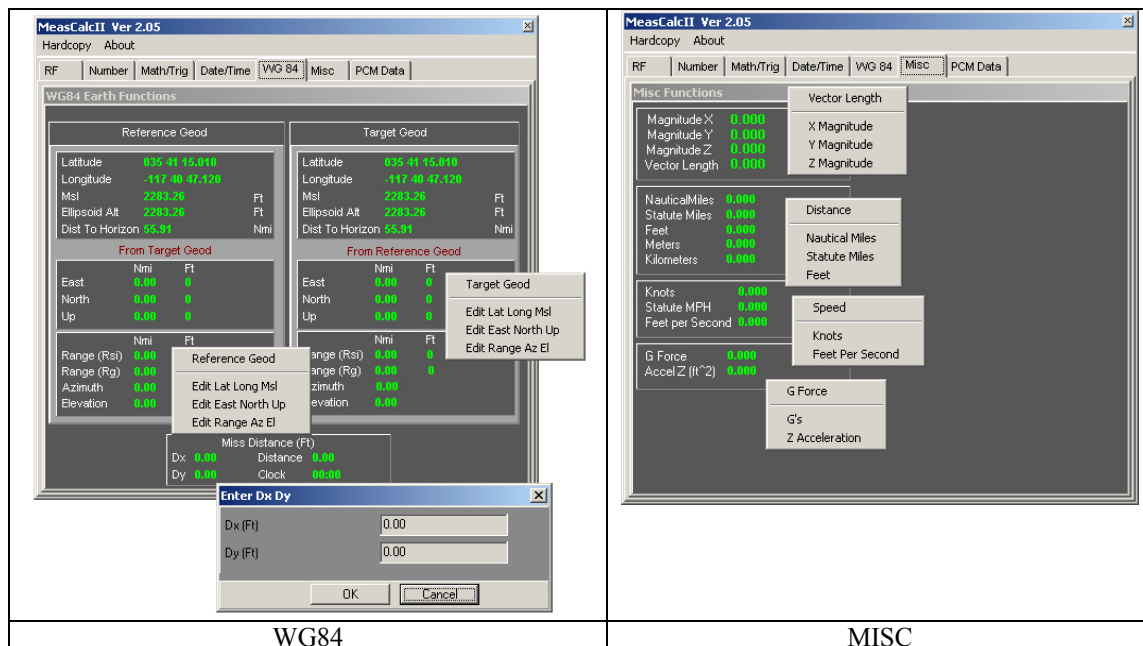 MeasCalcII Ver 2.05
Hardcopy About
RF Number Math/Trig Date/Time WG 84 Misc PCM Data
WG84 Earth Functions
Reference Geod
Latitude 035 41 15.010
Longitude -117 40 47.120
Msl 2283.26 Ft
Ellipsoid Alt 2283.26 Ft
Dist To Horizon 55.91 Nmi
From Target Geod
Nmi Ft
East 0.00 0
North 0.00 0
Up 0.00 0
Nmi Ft
Range (Rsi) 0.00
Range (Rg) 0.00
Azimuth 0.00
Elevation 0.00
Reference Geod
Edit Lat Long Msl
Edit East North Up
Edit Range Az El
Target Geod
Latitude 035 41 15.010
Longitude -117 40 47.120
Msl 2283.26 Ft
Ellipsoid Alt 2283.26 Ft
Dist To Horizon 55.91 Nmi
From Reference Geod
Nmi Ft
East 0.00 0
North 0.00 0
Up 0.00 0
Nmi Ft
ange (Rsi) 0.00 0
ange (Rg) 0.00 0
zimuth 0.00
evation 0.00
Target Geod
Edit Lat Long Msl
Edit East North Up
Edit Range Az El
Miss Distance (Ft)
Dx 0.00 Distance 0.00
Dy 0.00 Clock 00:00
Enter Dx Dy
Dx (Ft) 0.00
Dy (Ft) 0.00
OK Cancel
WG84
MeasCalcII Ver 2.05
Hardcopy About
RF Number Math/Trig Date/Time WG 84 Misc PCM Data
Misc Functions
Magnitude X 0.000
Magnitude Y 0.000
Magnitude Z 0.000
Vector Length 0.000
Vector Length
X Magnitude
Y Magnitude
Z Magnitude
NauticalMiles 0.000
Statute Miles 0.000
Feet 0.000
Meters 0.000
Kilometers 0.000
Distance
Nautical Miles
Statute Miles
Feet
Knots 0.000
Statute MPH 0.000
Feet per Second 0.000
Speed
Knots
Feet Per Second
G Force 0.000
Accel Z (ft^2) 0.000
G Force
G's
Z Acceleration
MISC